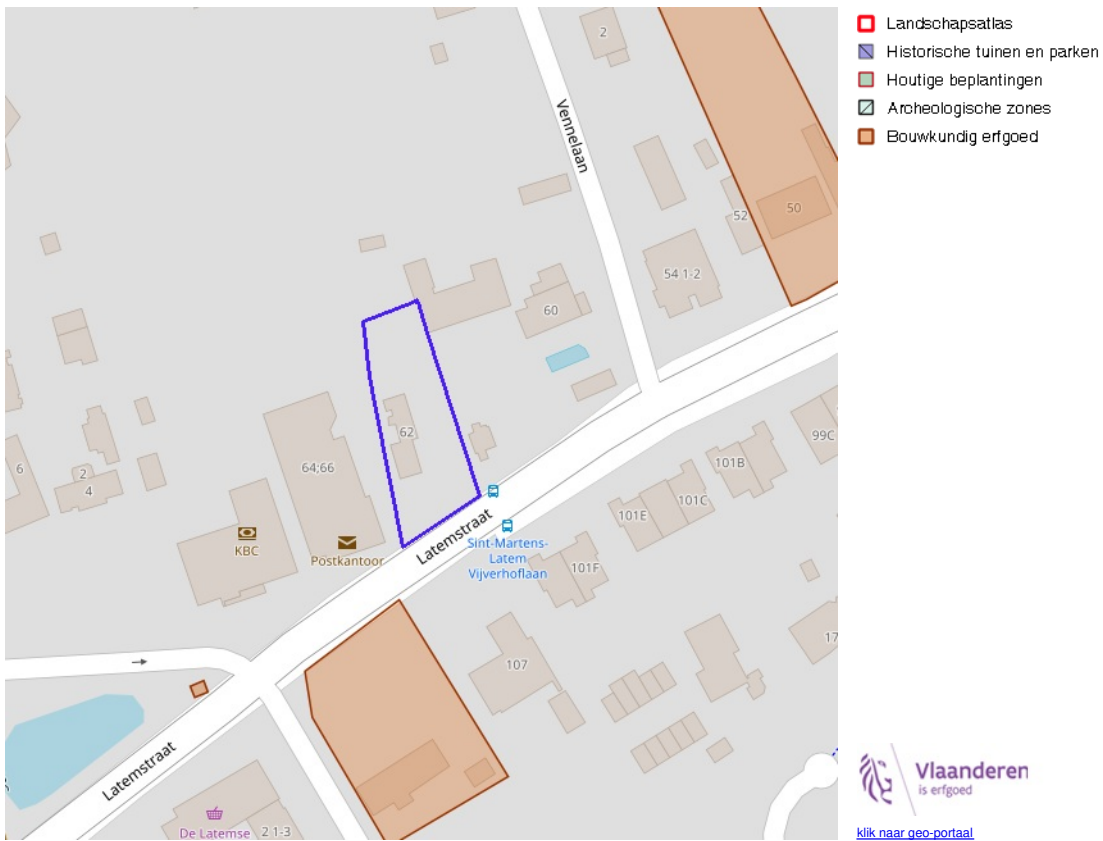 Landschapsatlas
Historische tuinen en parken
Houtige beplantingen
Archeologische zones
Bouwkundig erfgoed
2
Vennelaan
50
52
54 1-2
60
62
64;66
6
2
4
KBC
Postkantoor
Latemstraat
Sint-Martens-
Latem
Vijverhoflaan
99C
101B
101C
101E
101F
107
17
Latemstraat
De Latemse
2 1-3
Vlaanderen
is erfgoed
klik naar geo-portaal